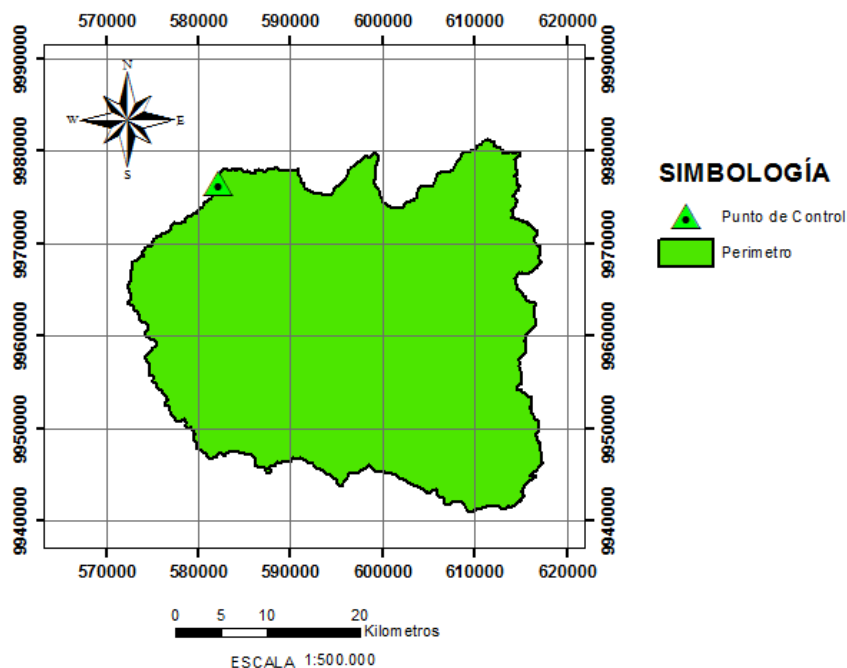 570000 580000 590000 600000 610000 620000
9990000 9990000
N
W E
S
9980000 9980000
SIMBOLOGÍA
Punto de Control
Perimetro
9970000 9970000
9960000 9960000
9950000 9950000
9940000 9940000
570000 580000 590000 600000 610000 620000
0 5 10 20
Kilometros
ESCALA 1:500.000